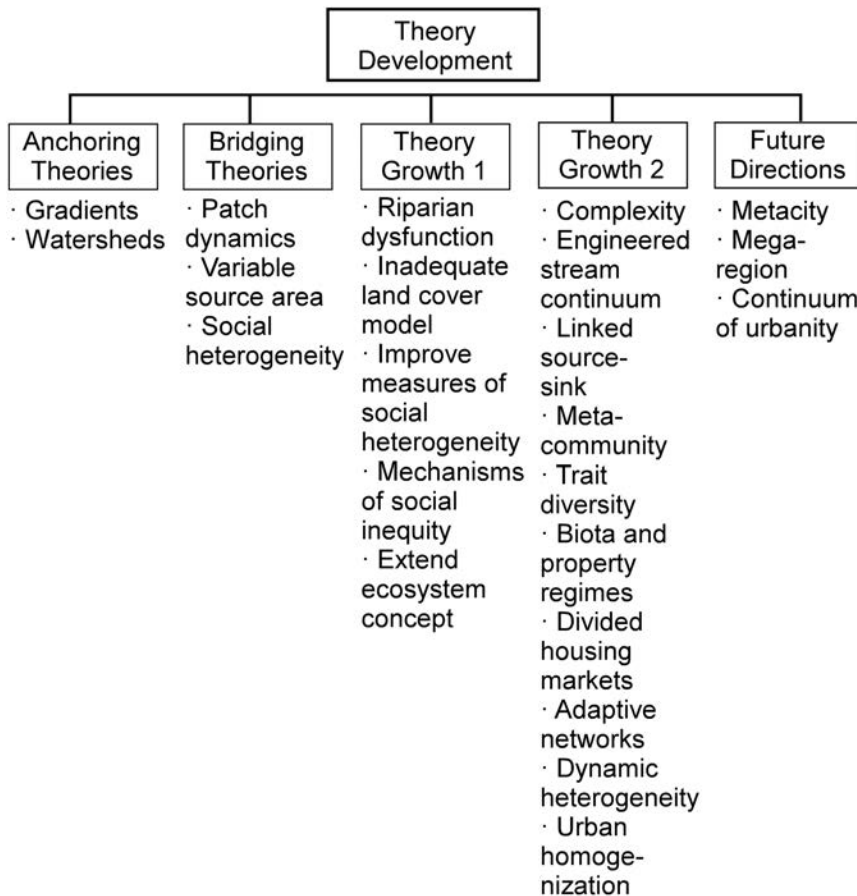 Theory
Development
Anchoring
Theories
· Gradients
· Watersheds
Bridging
Theories
· Patch
dynamics
· Variable
source area
· Social
heterogeneity
Theory
Growth 1
· Riparian
dysfunction
· Inadequate
land cover
model
· Improve
measures of
social
heterogeneity
· Mechanisms
of social
inequity
· Extend
ecosystem
concept
Theory
Growth 2
· Complexity
· Engineered
stream
continuum
· Linked
source-
sink
· Meta-
community
· Trait
diversity
· Biota and
property
regimes
· Divided
housing
markets
· Adaptive
networks
· Dynamic
heterogeneity
· Urban
homoge-
nization
Future
Directions
· Metacity
· Mega-
region
· Continuum
of urbanity